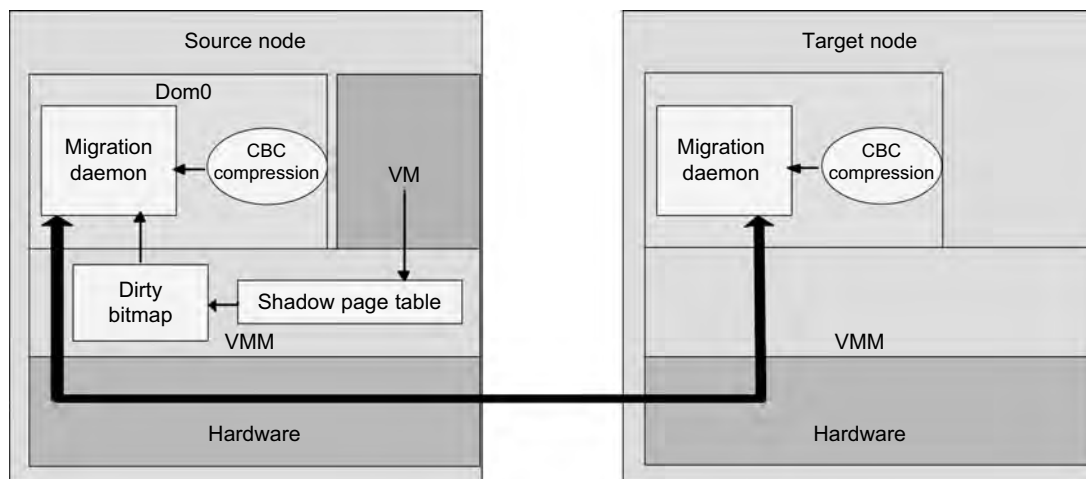 Source node
Dom0
Migration
daemon
CBC
compression
VM
Dirty
bitmap
Shadow page table
VMM
Hardware
Target node
Migration
daemon
CBC
compression
VMM
Hardware